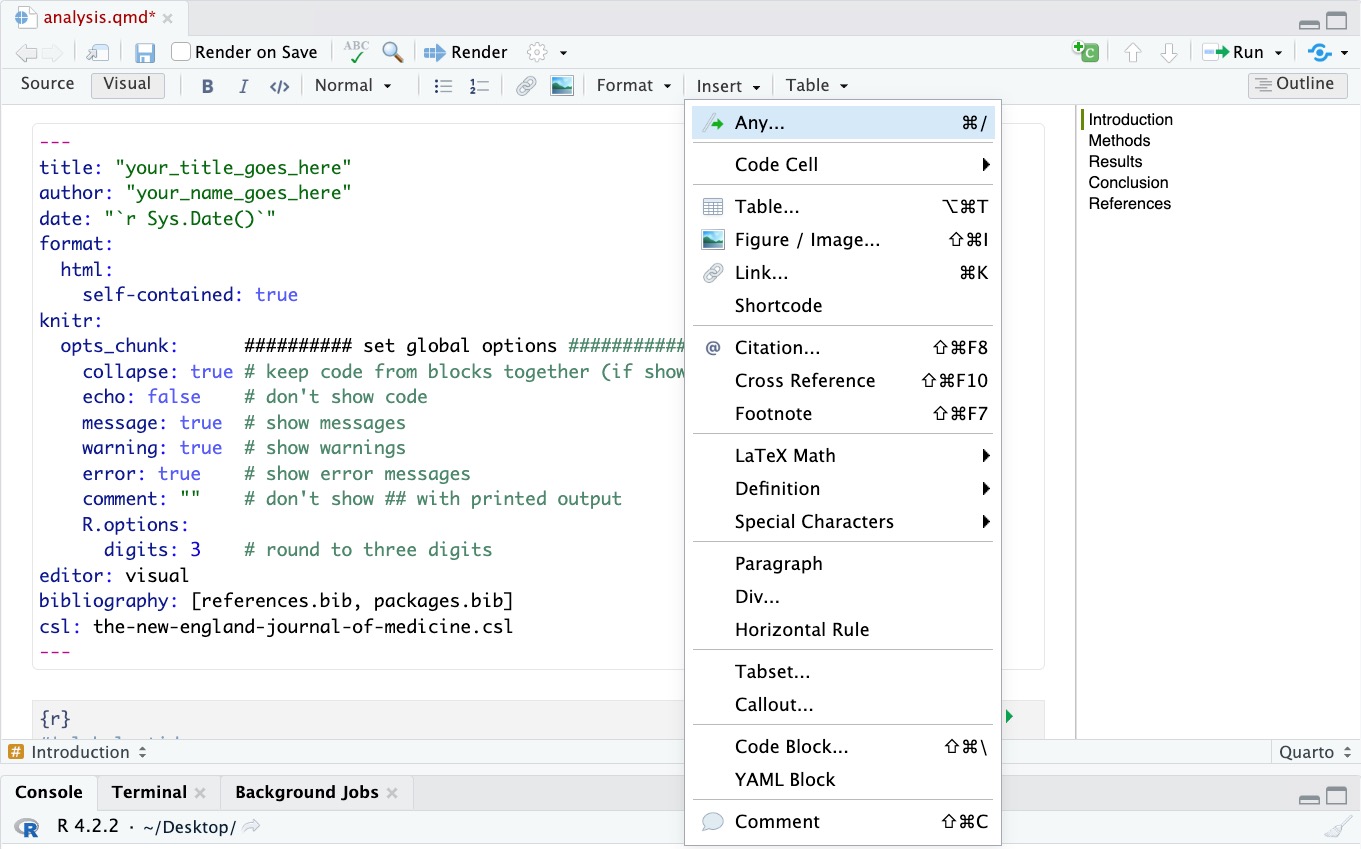 analysis.qmd*
Render on Save
ABC
Render
Run
Source
Visual
B
I
</>
Normal
Format
Insert
Table
Outline
---
title: "your_title_goes_here"
author: "your_name_goes_here"
date: "`r Sys.Date()`"
format:
html:
self-contained: true
knitr:
opts_chunk: ########## set global options ###########
collapse: true # keep code from blocks together (if show
echo: false # don't show code
message: true # show messages
warning: true # show warnings
error: true # show error messages
comment: "" # don't show ## with printed output
R.options:
digits: 3 # round to three digits
editor: visual
bibliography: [references.bib, packages.bib]
csl: the-new-england-journal-of-medicine.csl
---
{r}
Any... ⌘/
Code Cell
Table... ⌥⌘T
Figure / Image... ⇧⌘I
Link... ⌘K
Shortcode
@ Citation... ⇧⌘F8
Cross Reference ⇧⌘F10
Footnote ⇧⌘F7
LaTeX Math
Definition
Special Characters
Paragraph
Div...
Horizontal Rule
Tabset...
Callout...
Code Block... ⇧⌘\
YAML Block
Comment ⇧⌘C
Introduction
Methods
Results
Conclusion
References
# Introduction
Quarto
Console
Terminal
Background Jobs
R R 4.2.2 · ~/Desktop/